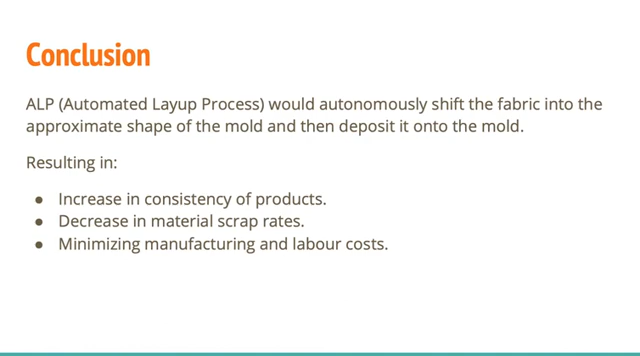 Conclusion
ALP (Automated Layup Process) would autonomously shift the fabric into the
approximate shape of the mold and then deposit it onto the mold.
Resulting in:
● Increase in consistency of products.
● Decrease in material scrap rates.
● Minimizing manufacturing and labour costs.